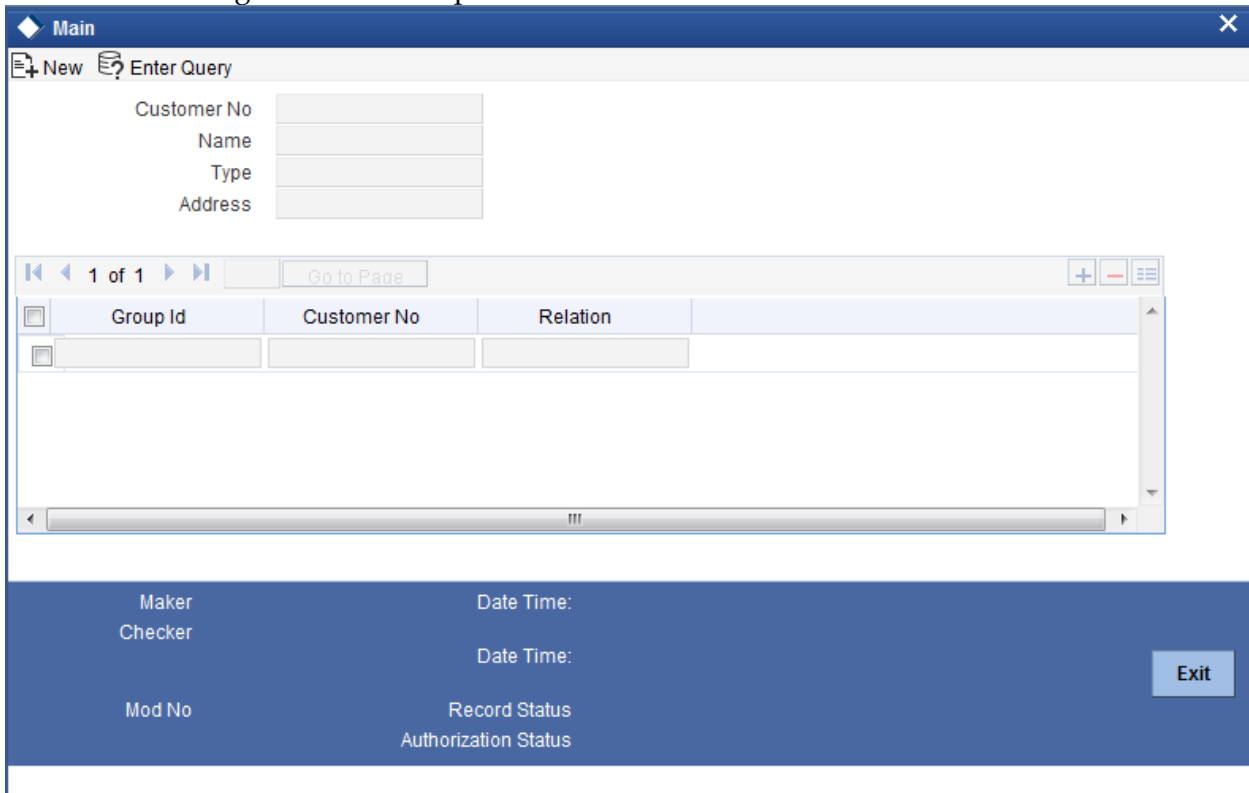 Main
New Enter Query
Customer No
Name
Type
Address
1 of 1 Go to Page
Group Id Customer No Relation
Maker Date Time:
Checker
Date Time:
Exit
Mod No Record Status
Authorization Status